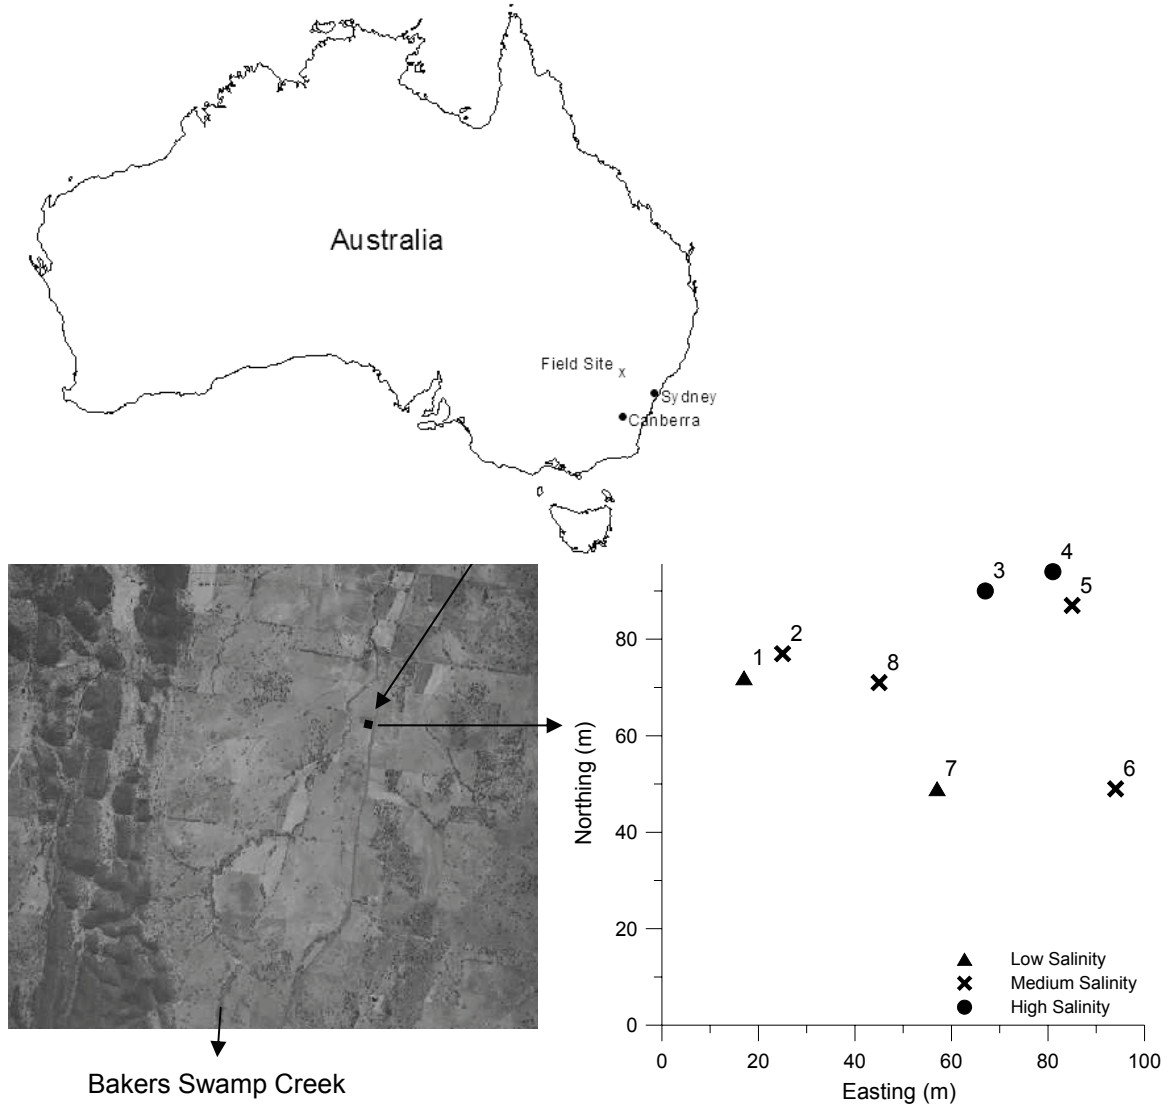 Australia
Field Site
x
Sydney
Canberra
Bakers Swamp Creek
Northing (m)
80
60
40
20
0
1
2
3
4
5
6
7
8
Low Salinity
Medium Salinity
High Salinity
0
20
40
60
80
100
Easting (m)